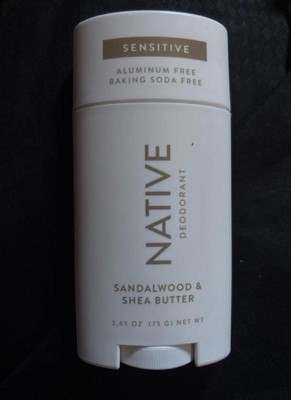 SENSITIVE
ALUMINUM FREE
BAKING SODA FREE
NATIVE
DEODORANT
SANDALWOOD &
SHEA BUTTER
2.65 OZ (75 G) NET WT